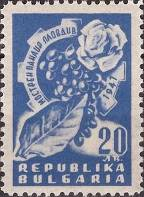 МОСТРЕН ПАНАИР ПЛОВДИВ
1947
20
ЛВ.
REPUBLIKA
BULGARIA